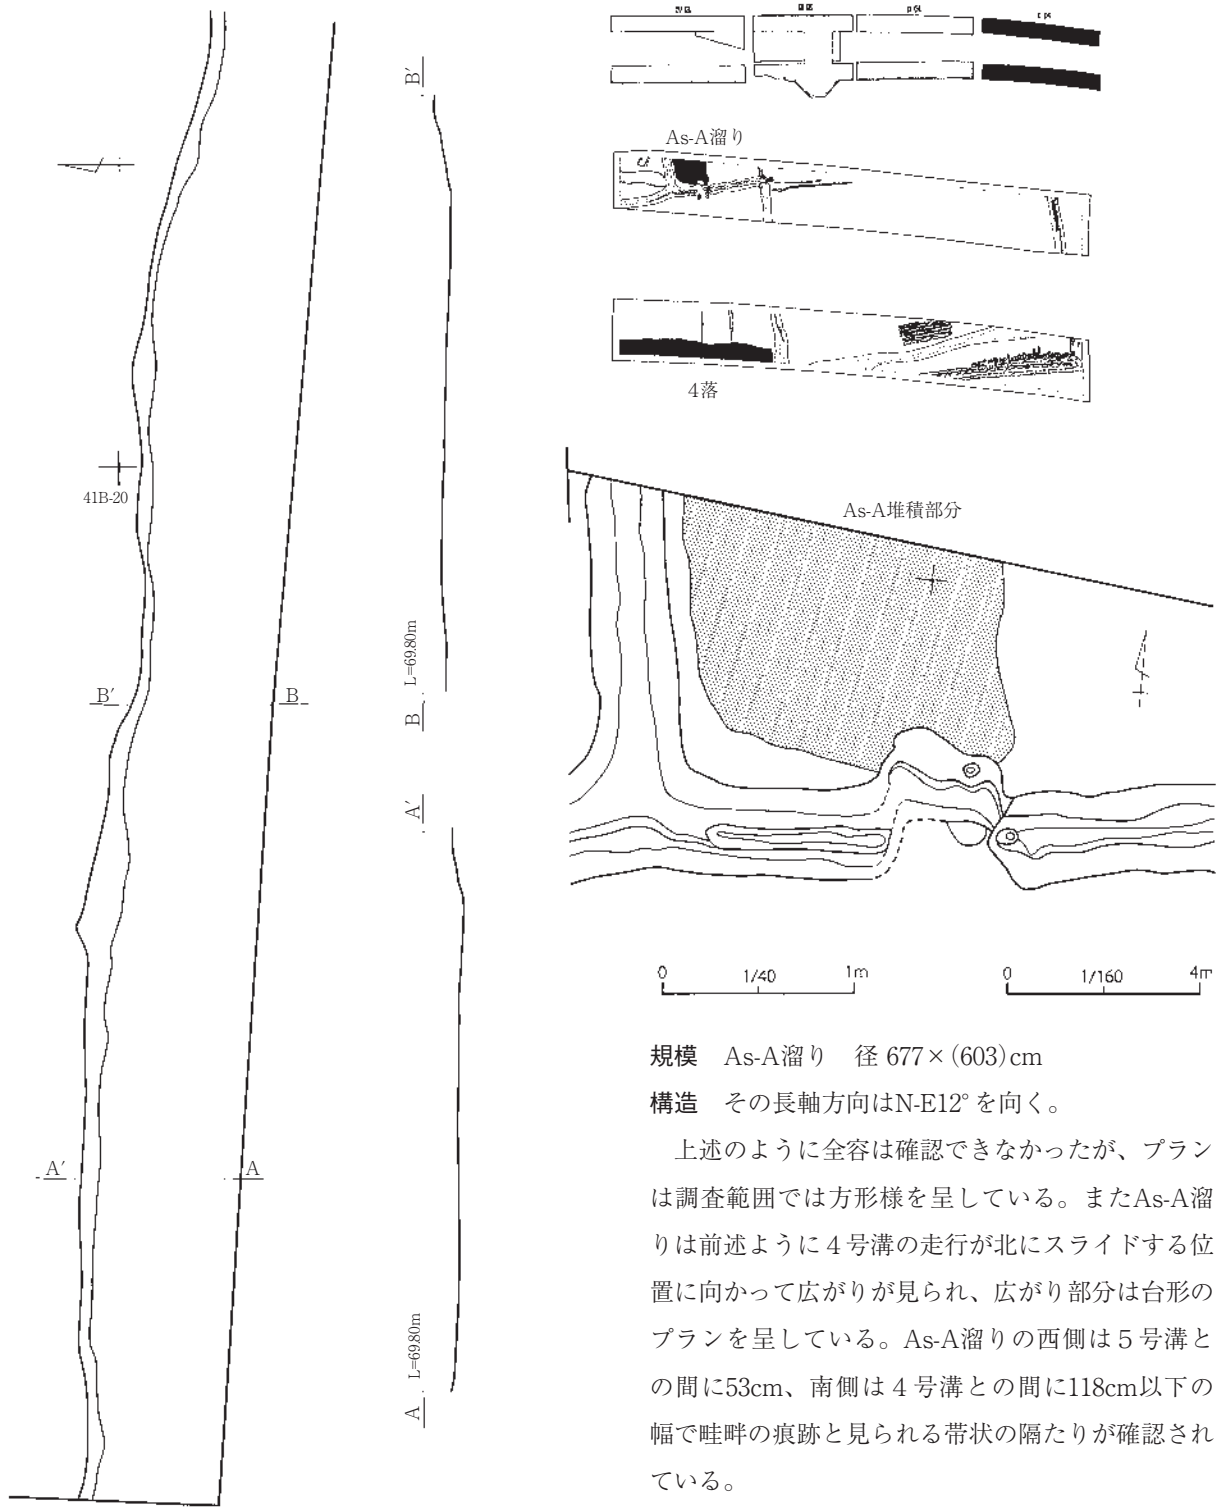 B′
41B-20
L=69.80m
B′
B
B
A′
A′
A
L=69.80m
A
As-A溜り
4落
As-A堆積部分
0 1/40 1m
0 1/160 4m
規模 As-A溜り 径 677×(603)cm
構造 その長軸方向はN-E12°を向く。
上述のように全容は確認できなかったが、プラン
は調査範囲では方形様を呈している。またAs-A溜
りは前述ように4号溝の走行が北にスライドする位
置に向かって広がりが見られ、広がり部分は台形の
プランを呈している。As-A溜りの西側は5号溝と
の間に53cm、南側は4号溝との間に118cm以下の
幅で畦畔の痕跡と見られる帯状の隔たりが確認され
ている。